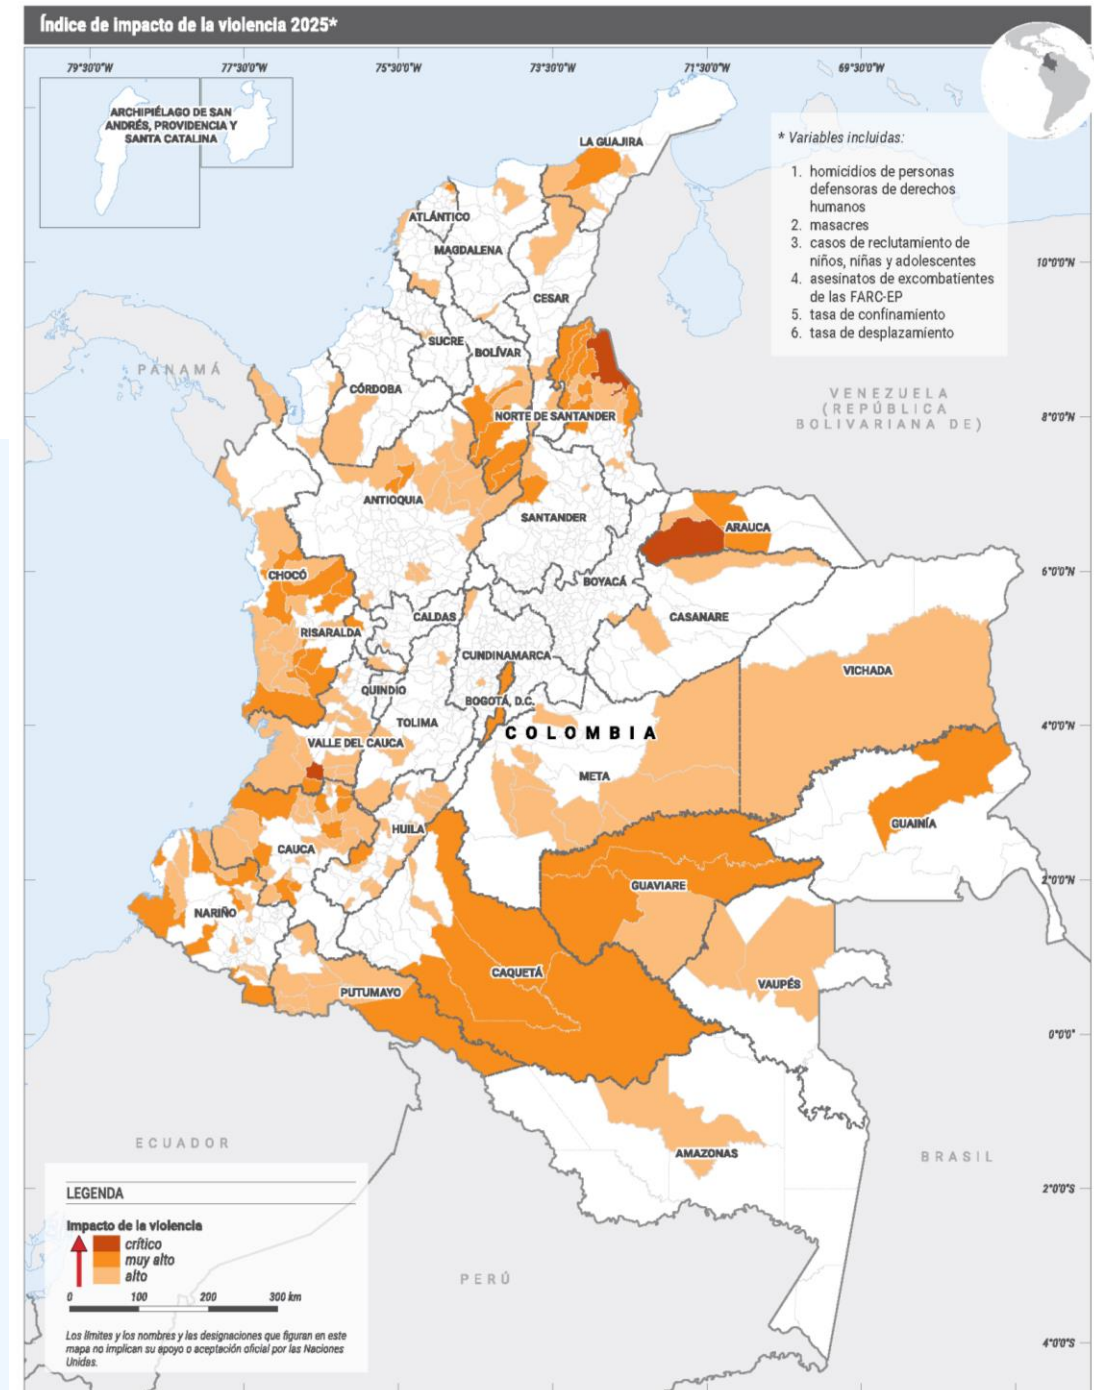 Índice de impacto de la violencia 2025*
79°30'0"W
77°30'0"W
75°30'0"W
73°30'0"W
71°30'0"W
69°30'0"W
ARCHIPIÉLAGO DE SAN
ANDRÉS, PROVIDENCIA Y
SANTA CATALINA
* Variables incluidas:
1. homicidios de personas
defensoras de derechos
humanos
2. masacres
3. casos de reclutamiento de
niños, niñas y adolescentes
4. asesinatos de excombatientes
de las FARC-EP
5. tasa de confinamiento
6. tasa de desplazamiento
LA GUAJIRA
ATLÁNTICO
MAGDALENA
10°0'0"N
CESAR
SUCRE
BOLÍVAR
PANAMÁ
CÓRDOBA
VENEZUELA
(REPÚBLICA
BOLIVARIANA DE)
NORTE DE SANTANDER
8°0'0"N
ANTIOQUIA
SANTANDER
ARAUCA
CHOCÓ
BOYACÁ
6°0'0"N
CALDAS
CASANARE
RISARALDA
CUNDINAMARCA
VICHADA
QUINDIO
BOGOTÁ, D.C.
TOLIMA
4°0'0"N
COLOMBIA
VALLE DEL CAUCA
META
GUAINÍA
HUILA
CAUCA
GUAVIARE
2°0'0"N
NARIÑO
CAQUETÁ
VAUPÉS
PUTUMAYO
0°0'0"
ECUADOR
AMAZONAS
BRASIL
LEGENDA
2°0'0"S
Impacto de la violencia
crítico
muy alto
alto
PERÚ
0 100 200 300 km
Los límites y los nombres y las designaciones que figuran en este
mapa no implican su apoyo o aceptación oficial por las Naciones
Unidas.
4°0'0"S